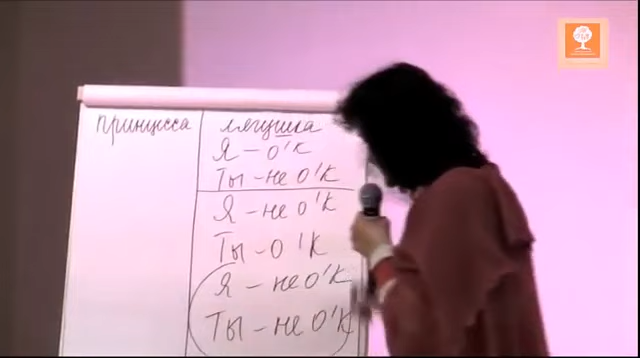 принцесса
лягушка
Я - о'к
Ты - не о'к
Я - не о'к
Ты - о'к
Я - не о'к
Ты - не о'к